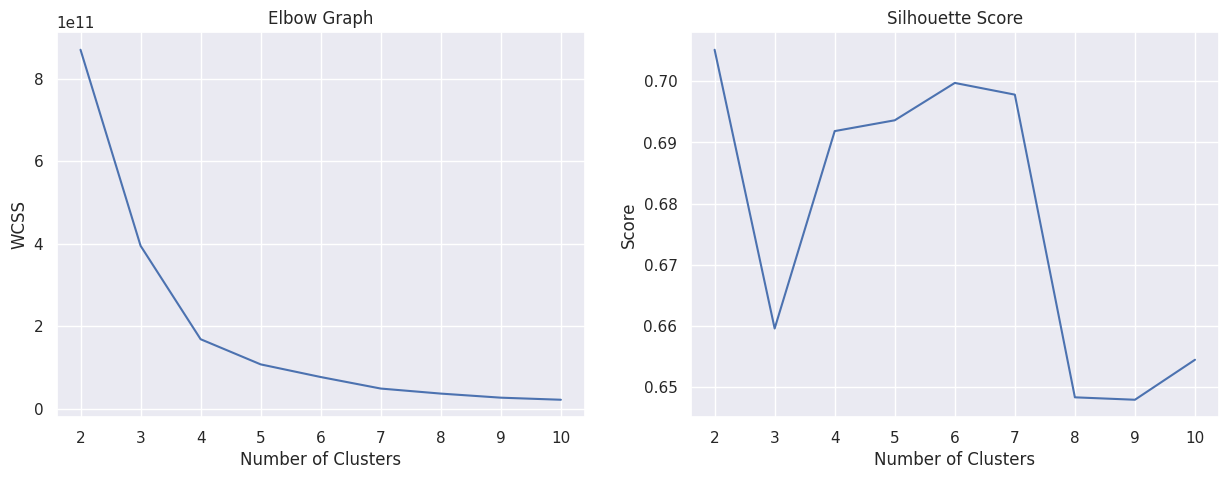 Elbow Graph
1e11
8
6
4
2
0
WCSS
2 3 4 5 6 7 8 9 10
Number of Clusters
Silhouette Score
0.70
0.69
0.68
0.67
0.66
0.65
Score
2 3 4 5 6 7 8 9 10
Number of Clusters